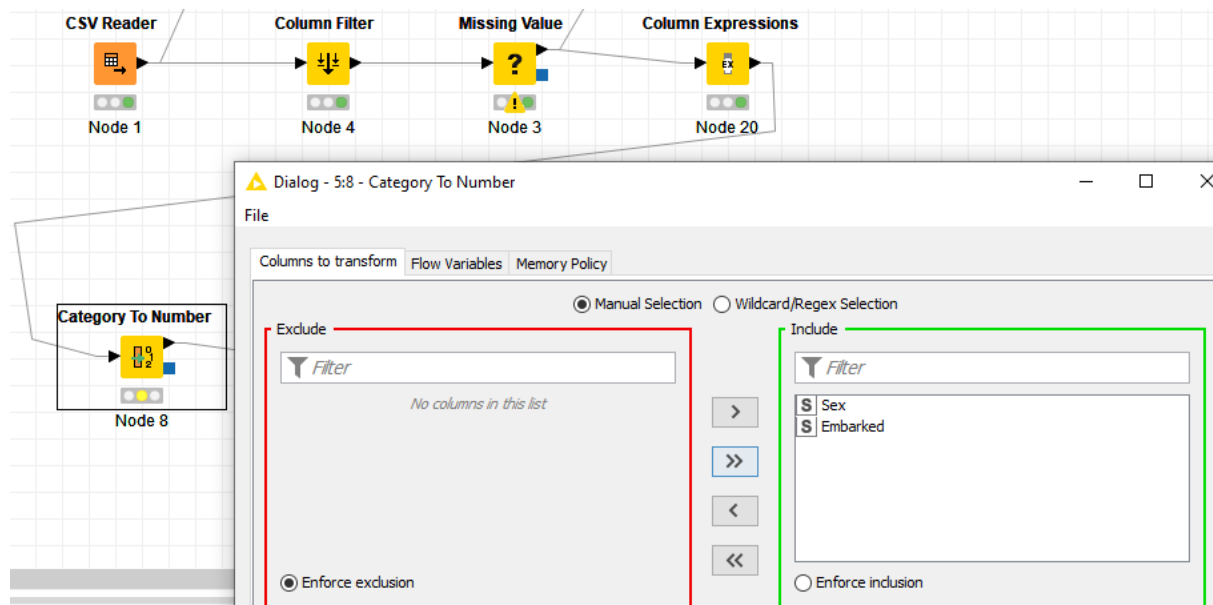 CSV Reader Column Filter Missing Value Column Expressions
EX
Node 1 Node 4 Node 3 Node 20
Dialog - 5:8 - Category To Number
File
Columns to transform Flow Variables Memory Policy
Manual Selection Wildcard/Regex Selection
Category To Number
Exclude Include
Filter Filter
No columns in this list
S Sex
S Embarked
Node 8
Enforce exclusion Enforce inclusion